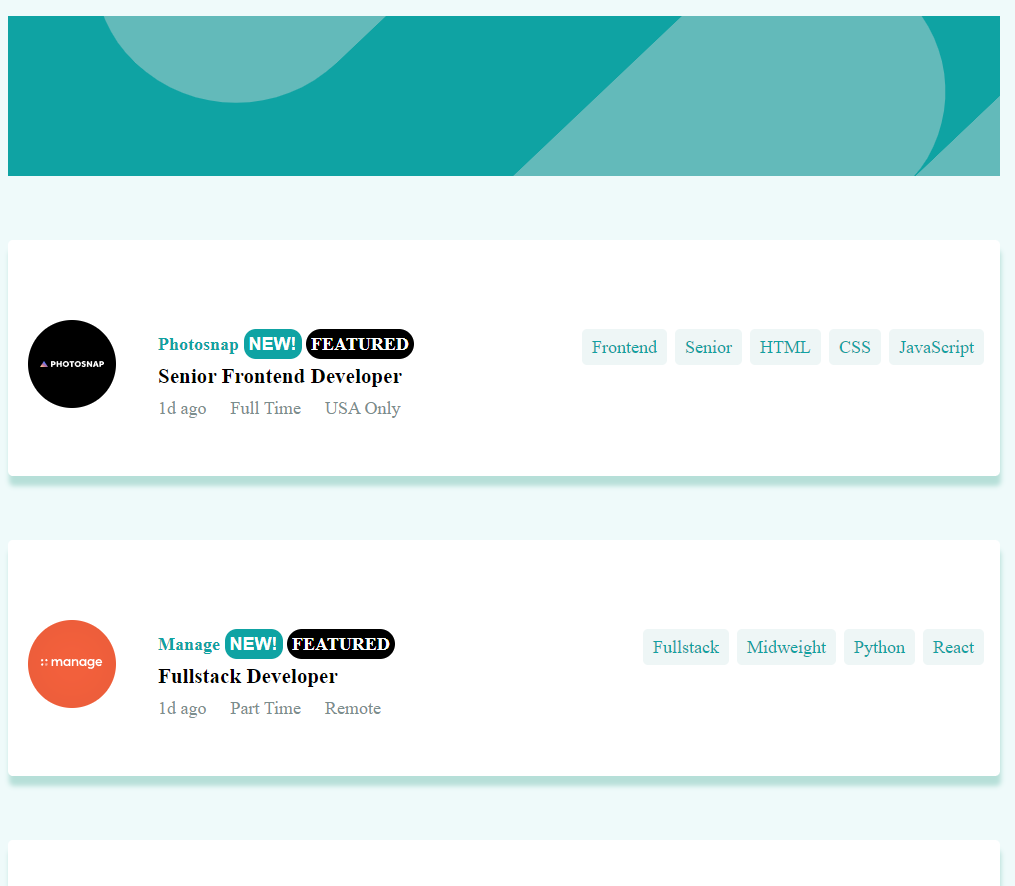 PHOTOSNAP
Photosnap NEW! FEATURED
Senior Frontend Developer
1d ago Full Time USA Only
Frontend Senior HTML CSS JavaScript
manage
Manage NEW! FEATURED
Fullstack Developer
1d ago Part Time Remote
Fullstack Midweight Python React